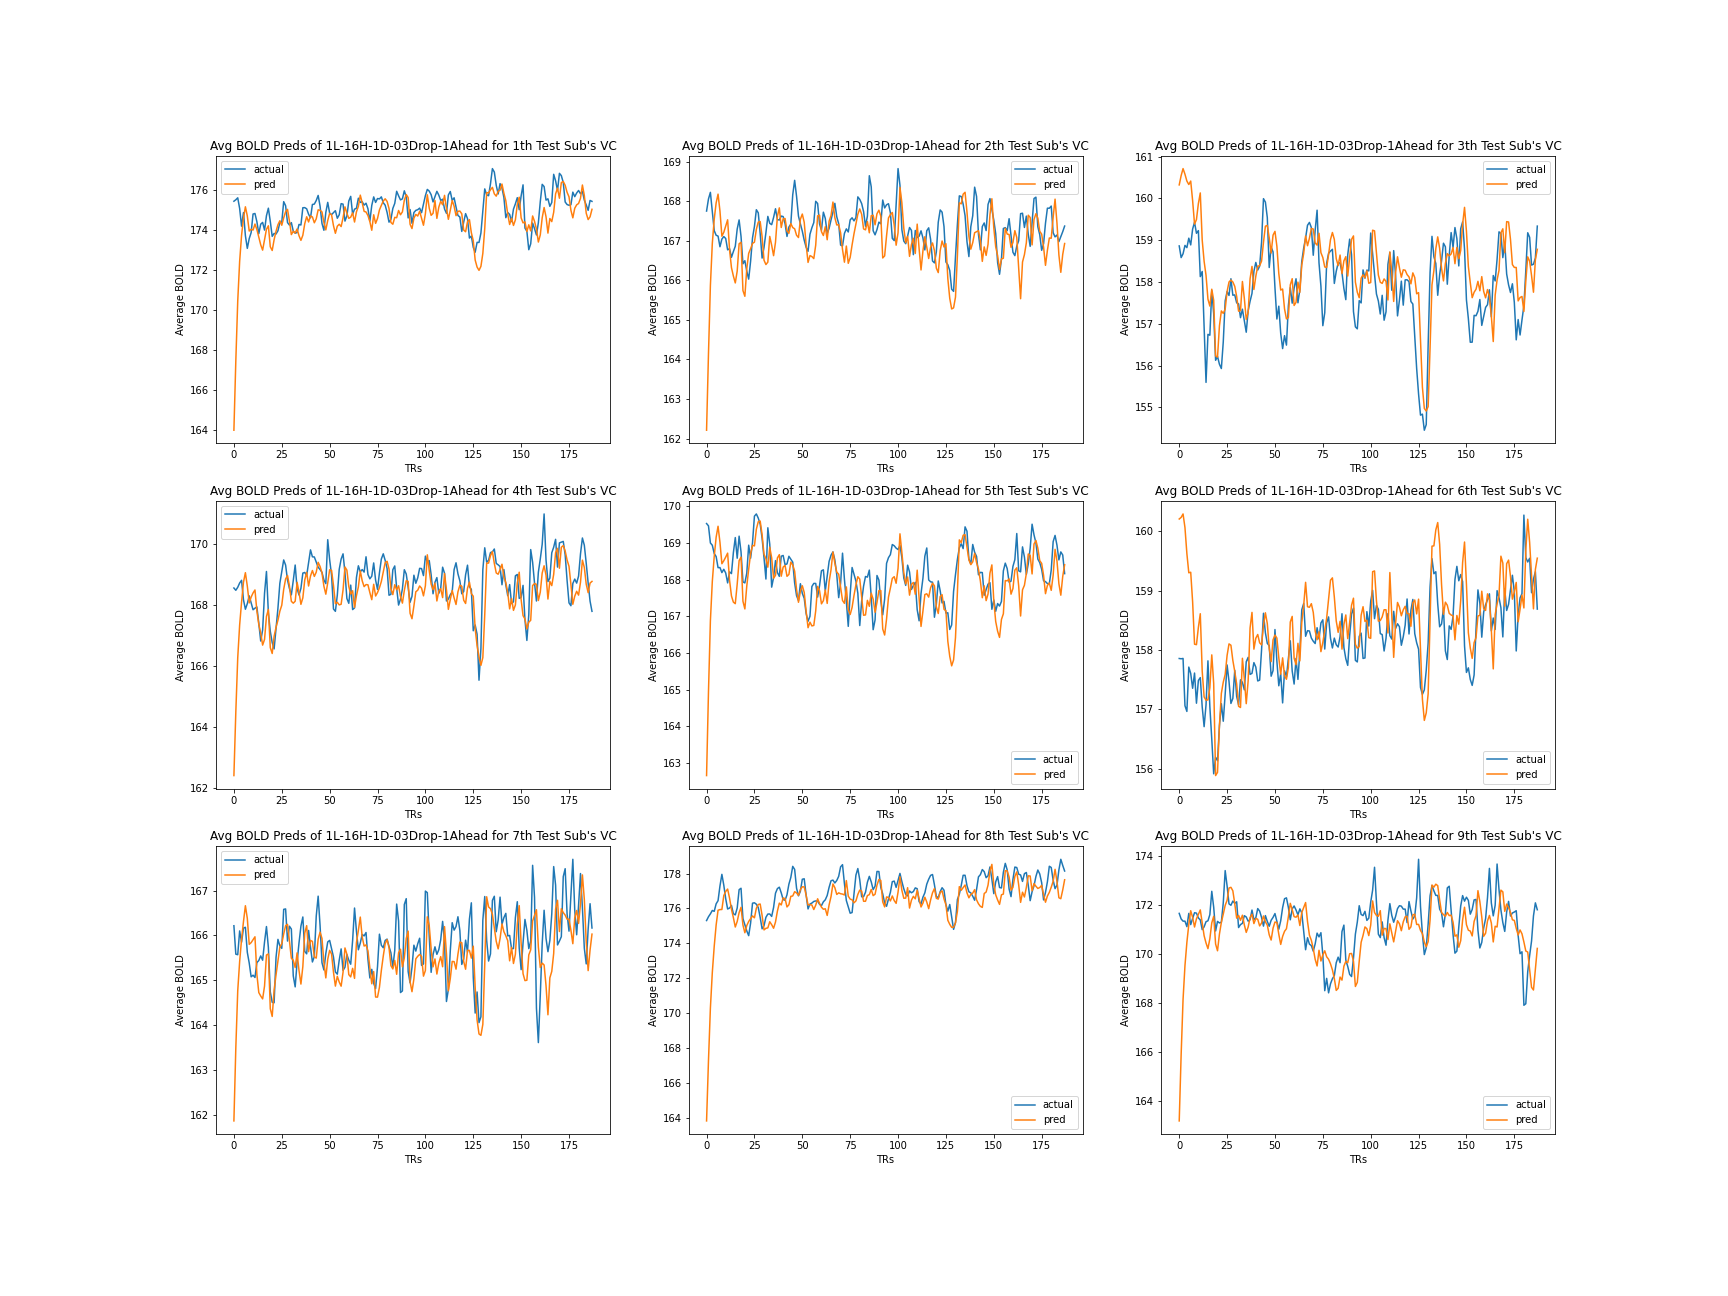 Avg BOLD Preds of 1L-16H-1D-03Drop-1Ahead for 1th Test Sub's VC
actual
pred
Average BOLD
176
174
172
170
168
166
164
0 25 50 75 100 125 150 175
TRs
Avg BOLD Preds of 1L-16H-1D-03Drop-1Ahead for 2th Test Sub's VC
actual
pred
Average BOLD
169
168
167
166
165
164
163
162
0 25 50 75 100 125 150 175
TRs
Avg BOLD Preds of 1L-16H-1D-03Drop-1Ahead for 3th Test Sub's VC
actual
pred
Average BOLD
161
160
159
158
157
156
155
0 25 50 75 100 125 150 175
TRs
Avg BOLD Preds of 1L-16H-1D-03Drop-1Ahead for 4th Test Sub's VC
actual
pred
Average BOLD
170
168
166
164
162
0 25 50 75 100 125 150 175
TRs
Avg BOLD Preds of 1L-16H-1D-03Drop-1Ahead for 5th Test Sub's VC
Average BOLD
170
169
168
167
166
165
164
163
actual
pred
0 25 50 75 100 125 150 175
TRs
Avg BOLD Preds of 1L-16H-1D-03Drop-1Ahead for 6th Test Sub's VC
Average BOLD
160
159
158
157
156
actual
pred
0 25 50 75 100 125 150 175
TRs
Avg BOLD Preds of 1L-16H-1D-03Drop-1Ahead for 7th Test Sub's VC
actual
pred
Average BOLD
167
166
165
164
163
162
0 25 50 75 100 125 150 175
TRs
Avg BOLD Preds of 1L-16H-1D-03Drop-1Ahead for 8th Test Sub's VC
Average BOLD
178
176
174
172
170
168
166
164
actual
pred
0 25 50 75 100 125 150 175
TRs
Avg BOLD Preds of 1L-16H-1D-03Drop-1Ahead for 9th Test Sub's VC
Average BOLD
174
172
170
168
166
164
actual
pred
0 25 50 75 100 125 150 175
TRs